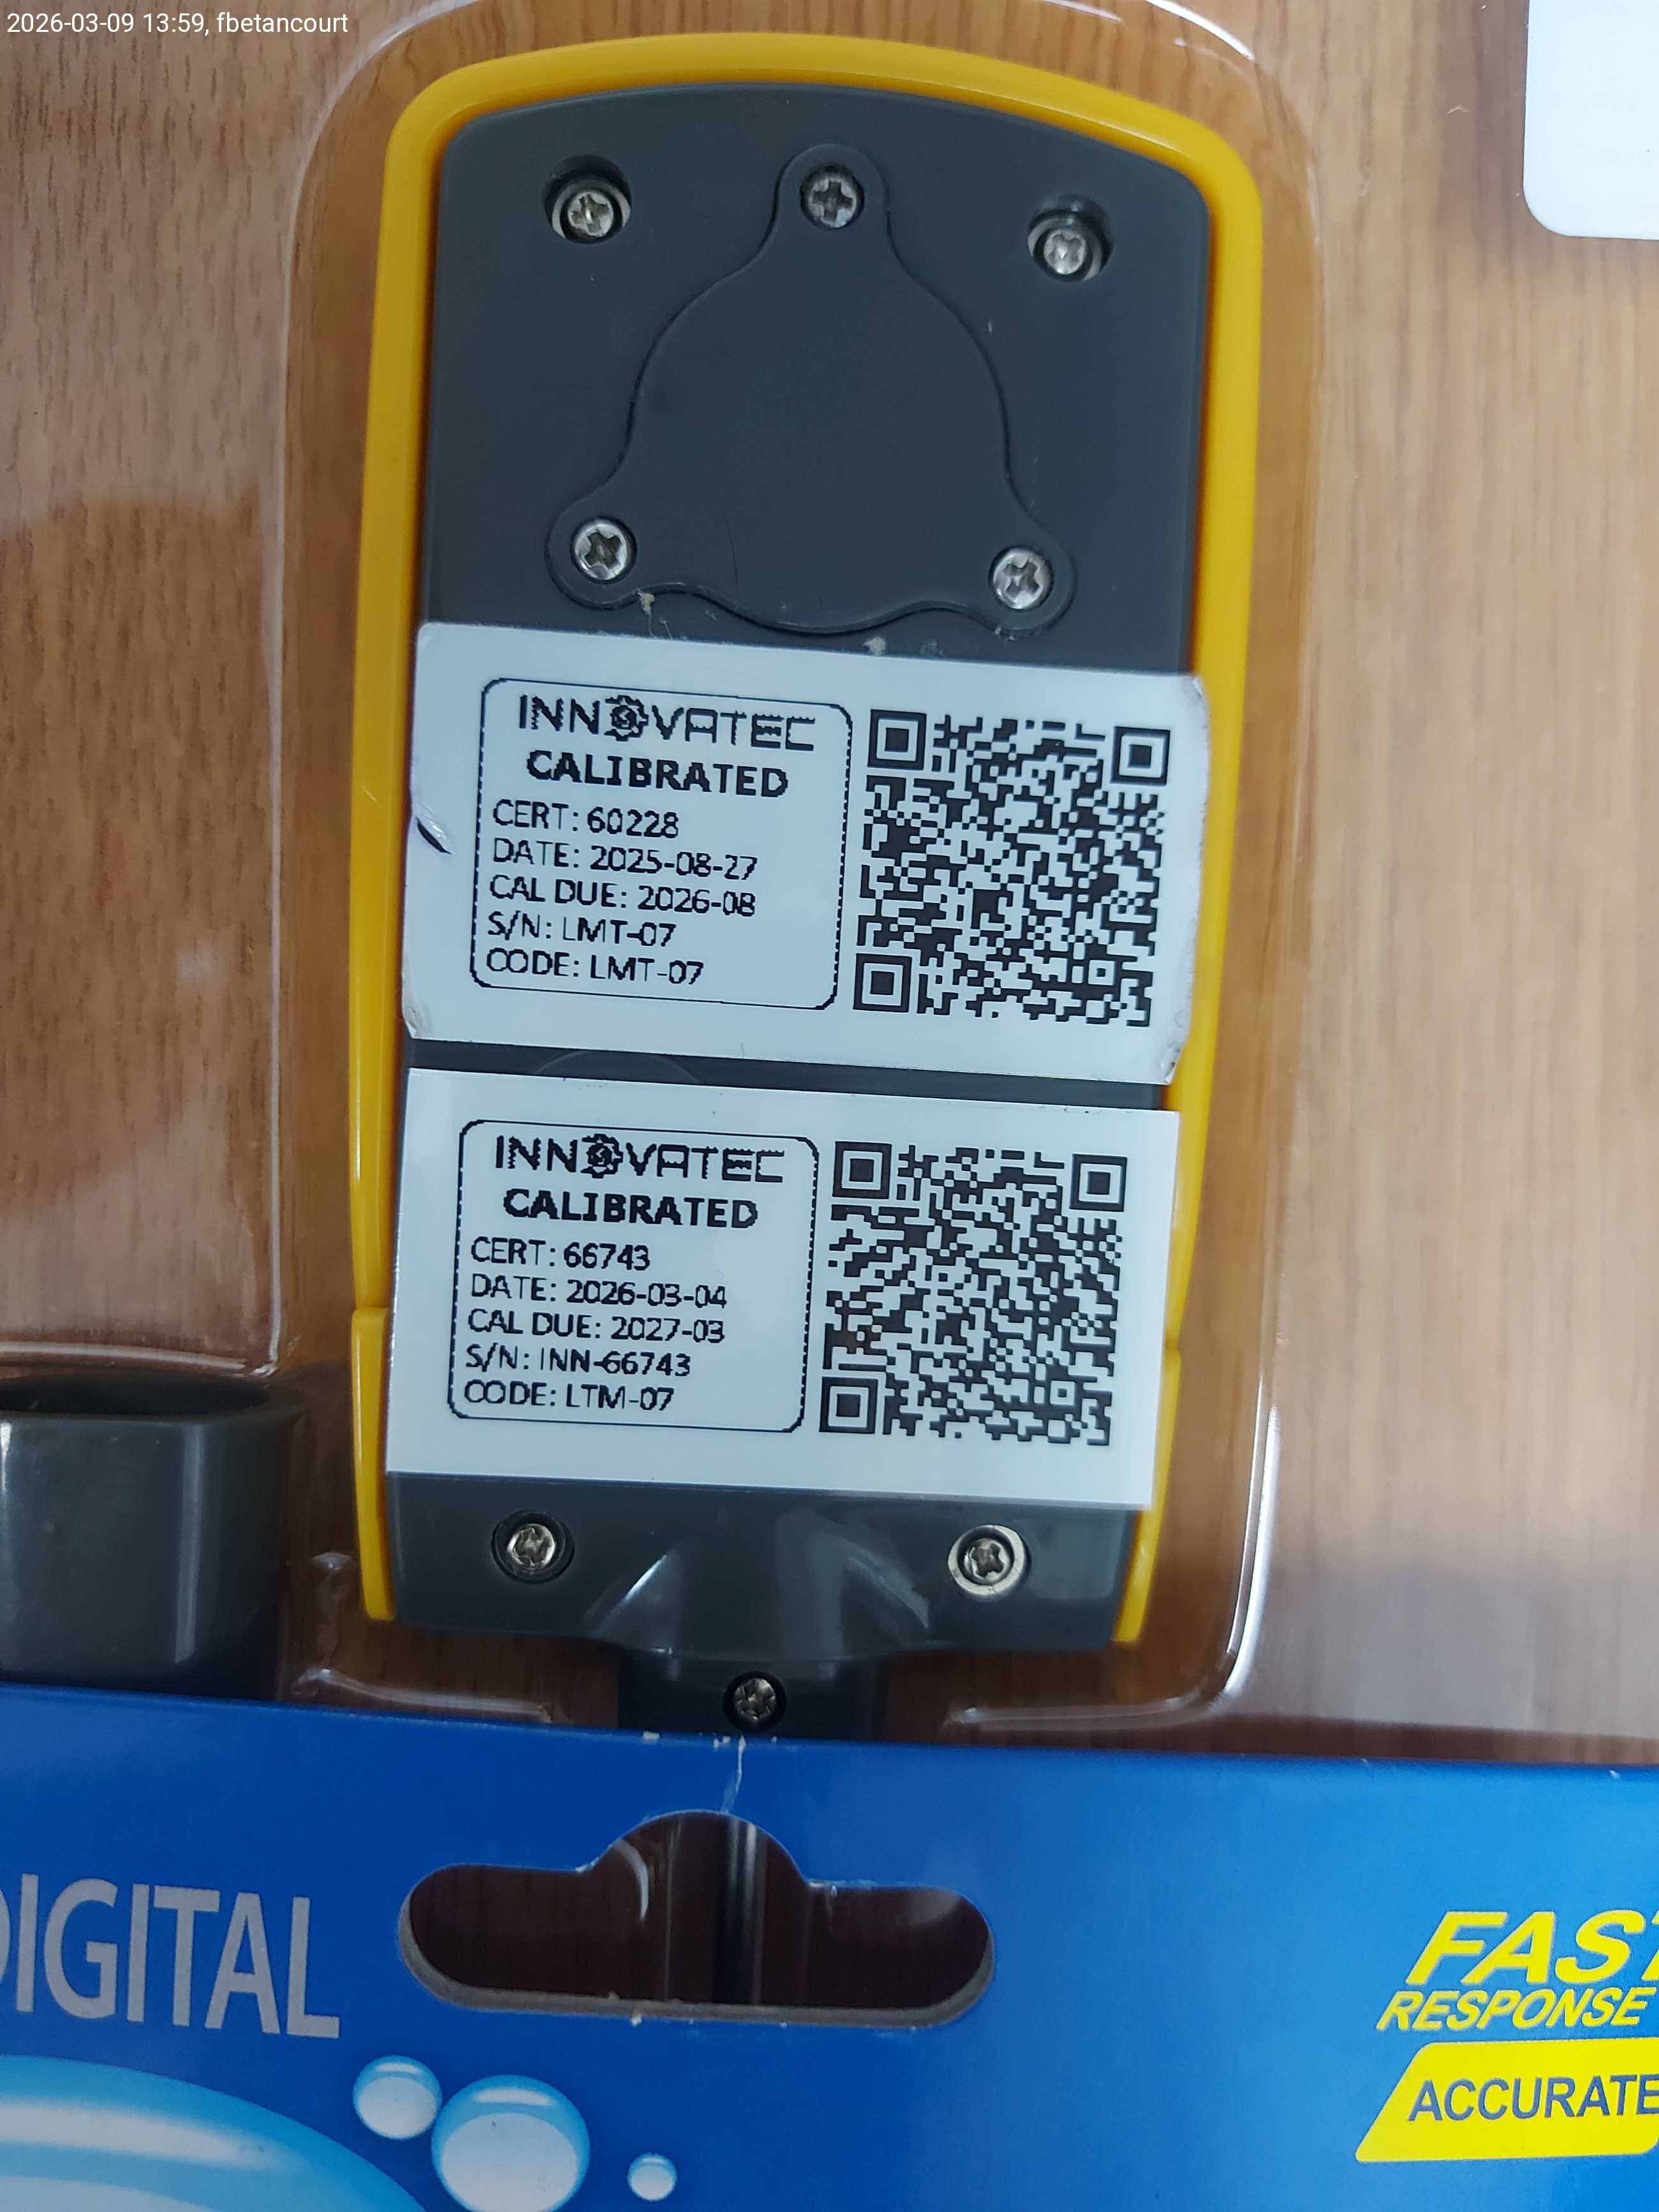 2026-03-09 13:59, fbetancourt
INNOVATEC
CALIBRATED
CERT: 60228
DATE: 2025-08-27
CAL DUE: 2026-08
S/N: LMT-07
CODE: LMT-07
INNOVATEC
CALIBRATED
CERT: 66743
DATE: 2026-03-04
CAL DUE: 2027-03
S/N: INN-66743
CODE: LTM-07
DIGITAL
FAST
RESPONSE
ACCURATE